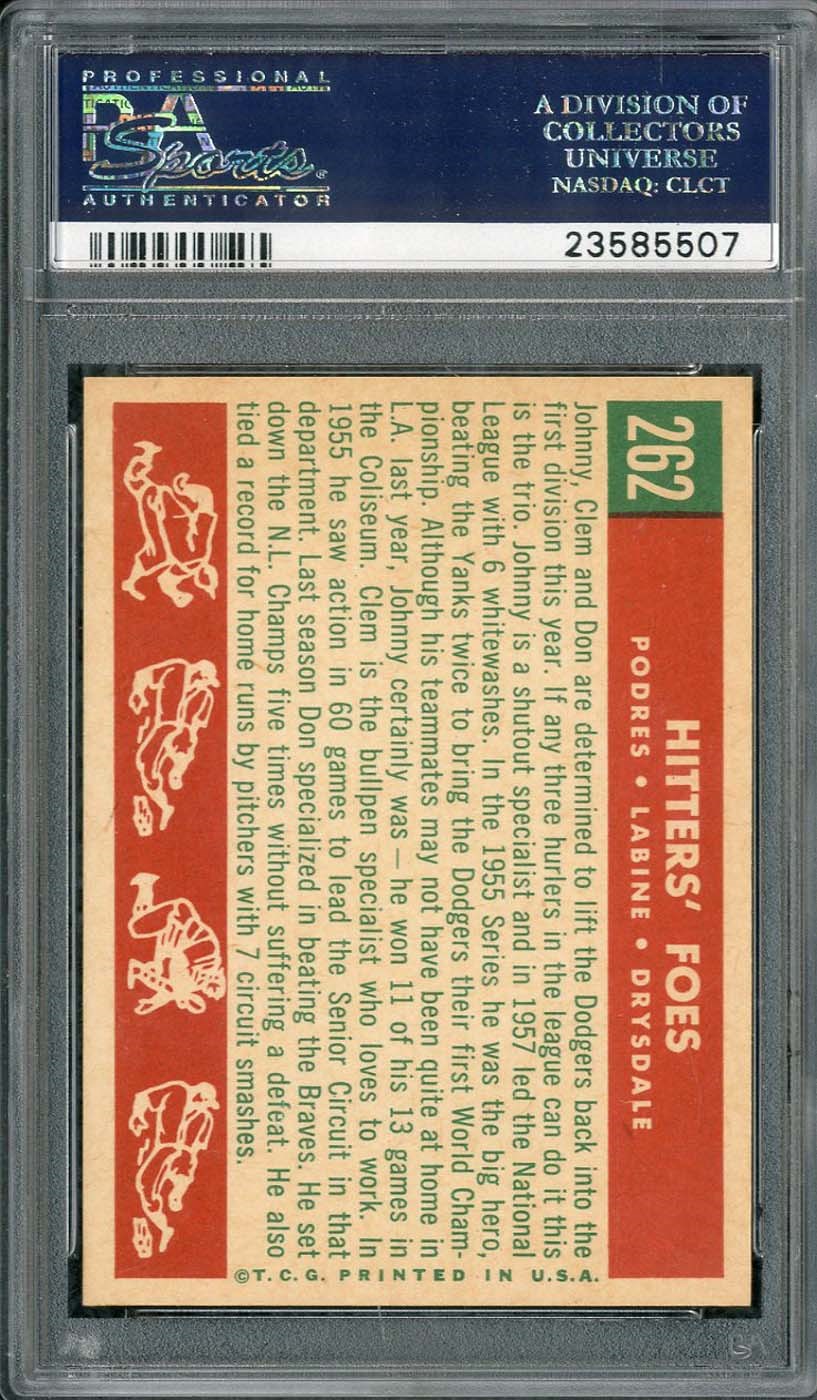 PROFESSIONAL
PSA
Sports®
AUTHENTICATOR
A DIVISION OF
COLLECTORS
UNIVERSE
NASDAQ: CLCT
23585507
262
HITTERS' FOES
PODRES • LABINE • DRYSDALE
Johnny, Clem and Don are determined to lift the Dodgers back into the
first division this year. If any three hurlers in the league can do it this
is the trio. Johnny is a shutout specialist and in 1957 led the National
League with 6 whitewashes. In the 1955 Series he was the big hero,
beating the Yanks twice to bring the Dodgers their first World Cham-
pionship. Although his teammates may not have been quite at home in
L.A. last year, Johnny certainly was — he won 11 of his 13 games in
the Coliseum. Clem is the bullpen specialist who loves to work. In
1955 he saw action in 60 games to lead the Senior Circuit in that
department. Last season Don specialized in beating the Braves. He set
down the N.L. Champs five times without suffering a defeat. He also
tied a record for home runs by pitchers with 7 circuit smashes.
©T.C.G. PRINTED IN U.S.A.